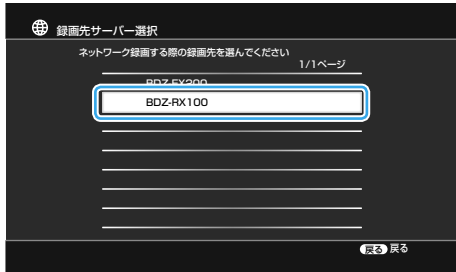 録画先サーバー選択
ネットワーク録画する際の録画先を選んでください
1/1ページ
BDZ-EX200
BDZ-RX100
戻る 戻る